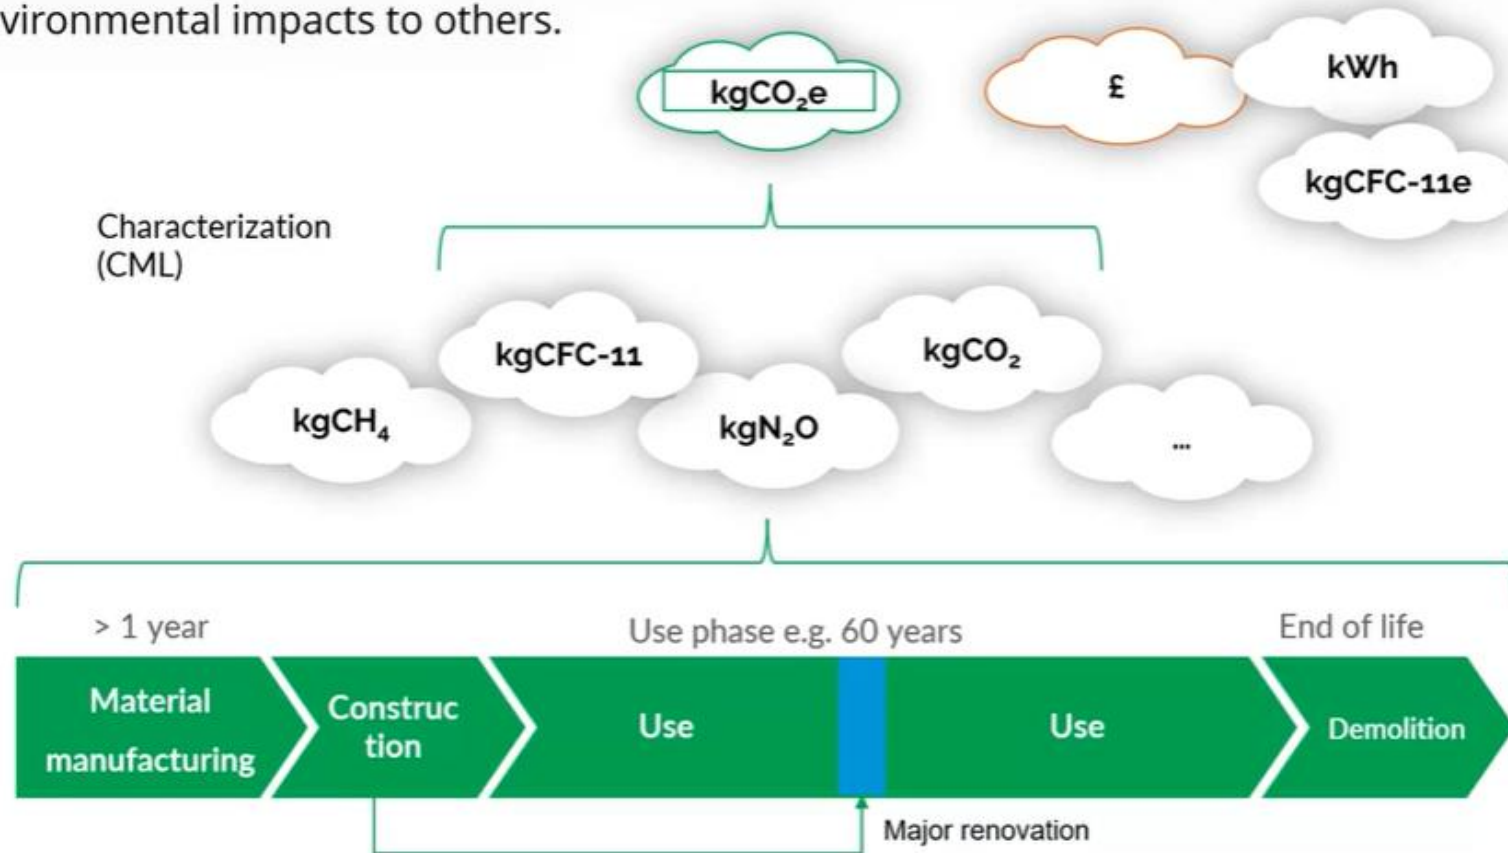 vironmental impacts to others.
kgCO₂e
£
kWh
kgCFC-11e
Characterization
(CML)
kgCFC-11
kgCO₂
kgCH₄
kgN₂O
...
> 1 year
Use phase e.g. 60 years
End of life
Material
manufacturing
Construc
tion
Use
Use
Demolition
Major renovation